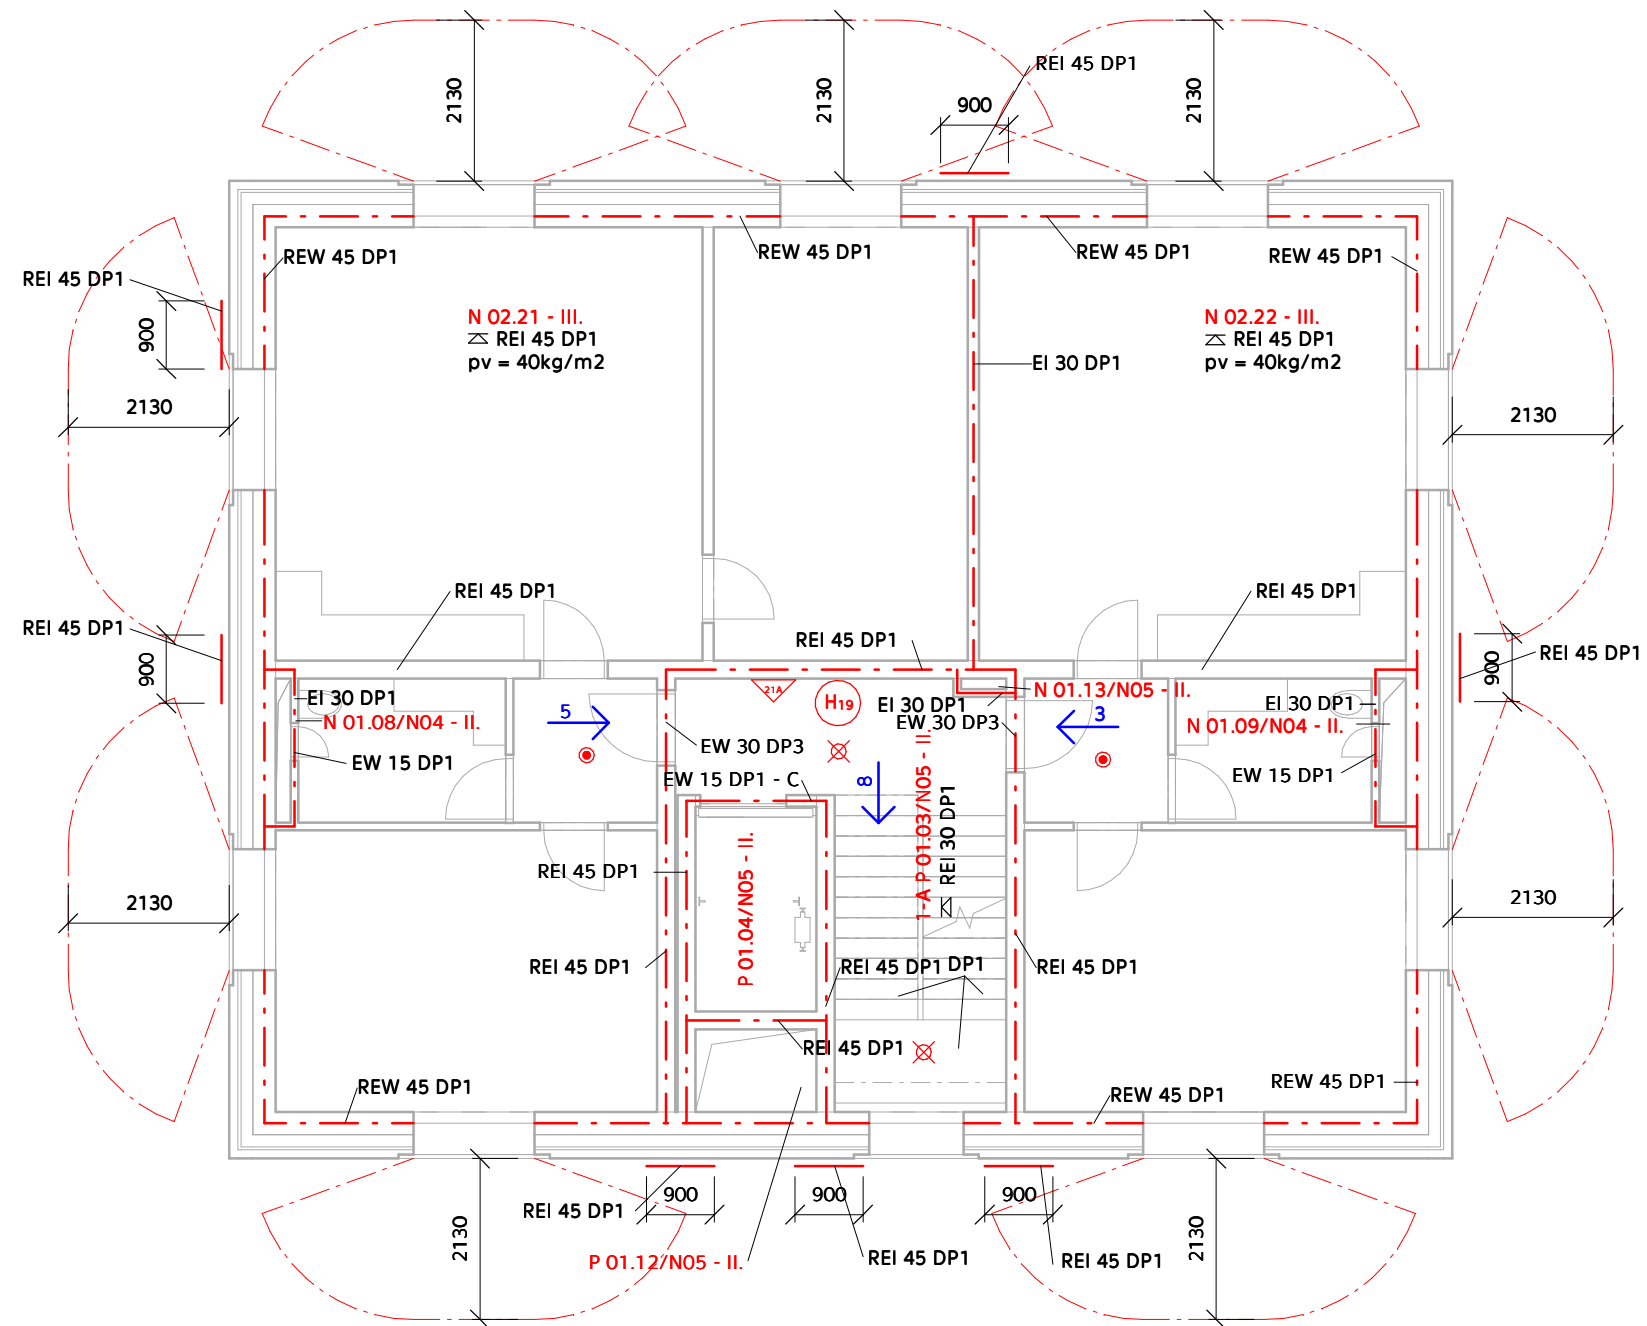 2130
2130
2130
REI 45 DP1
900
REW 45 DP1
REW 45 DP1
REW 45 DP1
REW 45 DP1
REI 45 DP1
900
N 02.21 - III.
REI 45 DP1
pv = 40kg/m2
N 02.22 - III.
REI 45 DP1
pv = 40kg/m2
EI 30 DP1
2130
2130
REI 45 DP1
REI 45 DP1
REI 45 DP1
900
REI 45 DP1
900
REI 45 DP1
EI 30 DP1
N 01.08/N04 - II.
EW 15 DP1
5
21A
H19
EW 30 DP3
EW 15 DP1 - C
N 01.13/N05 - II.
EI 30 DP1
EW 30 DP3
3
EI 30 DP1
N 01.09/N04 - II.
EW 15 DP1
8
1-A P 01.03/N05 - II.
REI 30 DP1
P 01.04/N05 - II.
REI 45 DP1
2130
2130
REI 45 DP1
REI 45 DP1
DP1
REI 45 DP1
REI 45 DP1
REW 45 DP1
REW 45 DP1
REW 45 DP1
900
900
900
REI 45 DP1
2130
2130
P 01.12/N05 - II.
REI 45 DP1
REI 45 DP1